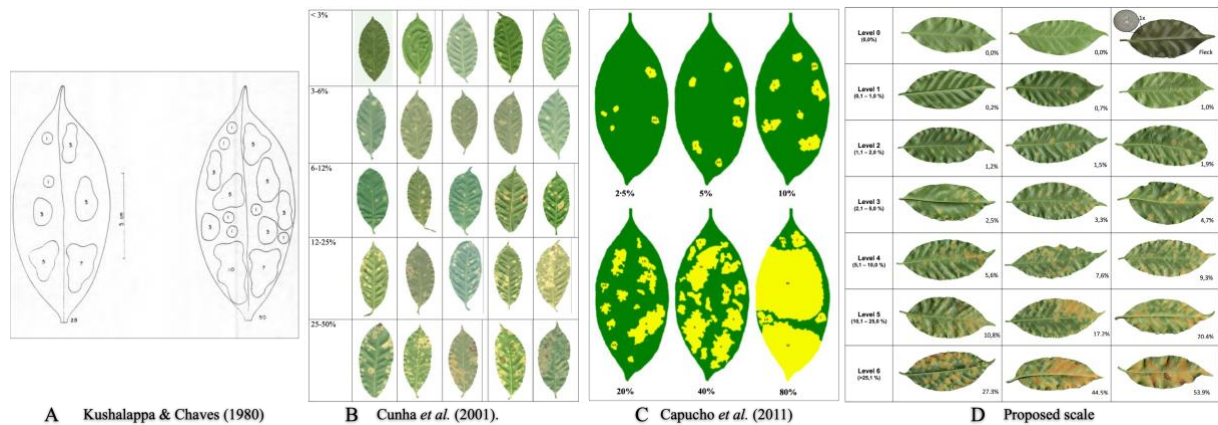 5 cm
A Kushalappa & Chaves (1980)
< 3%
3-6%
6-12%
12-25%
25-50%
B Cunha et al. (2001).
2·5% 5% 10%
20% 40% 80%
C Capucho et al. (2011)
Level 0
(0,0%)
0,0% 0,0% 1x Fleck
Level 1
(0,1 – 1,0 %)
0,2% 0,7% 1,0%
Level 2
(1,1 – 2,0 %)
1,2% 1,5% 1,9%
Level 3
(2,1 – 5,0 %)
2,5% 3,3% 4,7%
Level 4
(5,1 – 10,0 %)
5,6% 7,6% 9,3%
Level 5
(10,1 – 25,0 %)
10,8% 17.2% 20.4%
Level 6
(>25,1 %)
27.3% 44.5% 53.9%
D Proposed scale